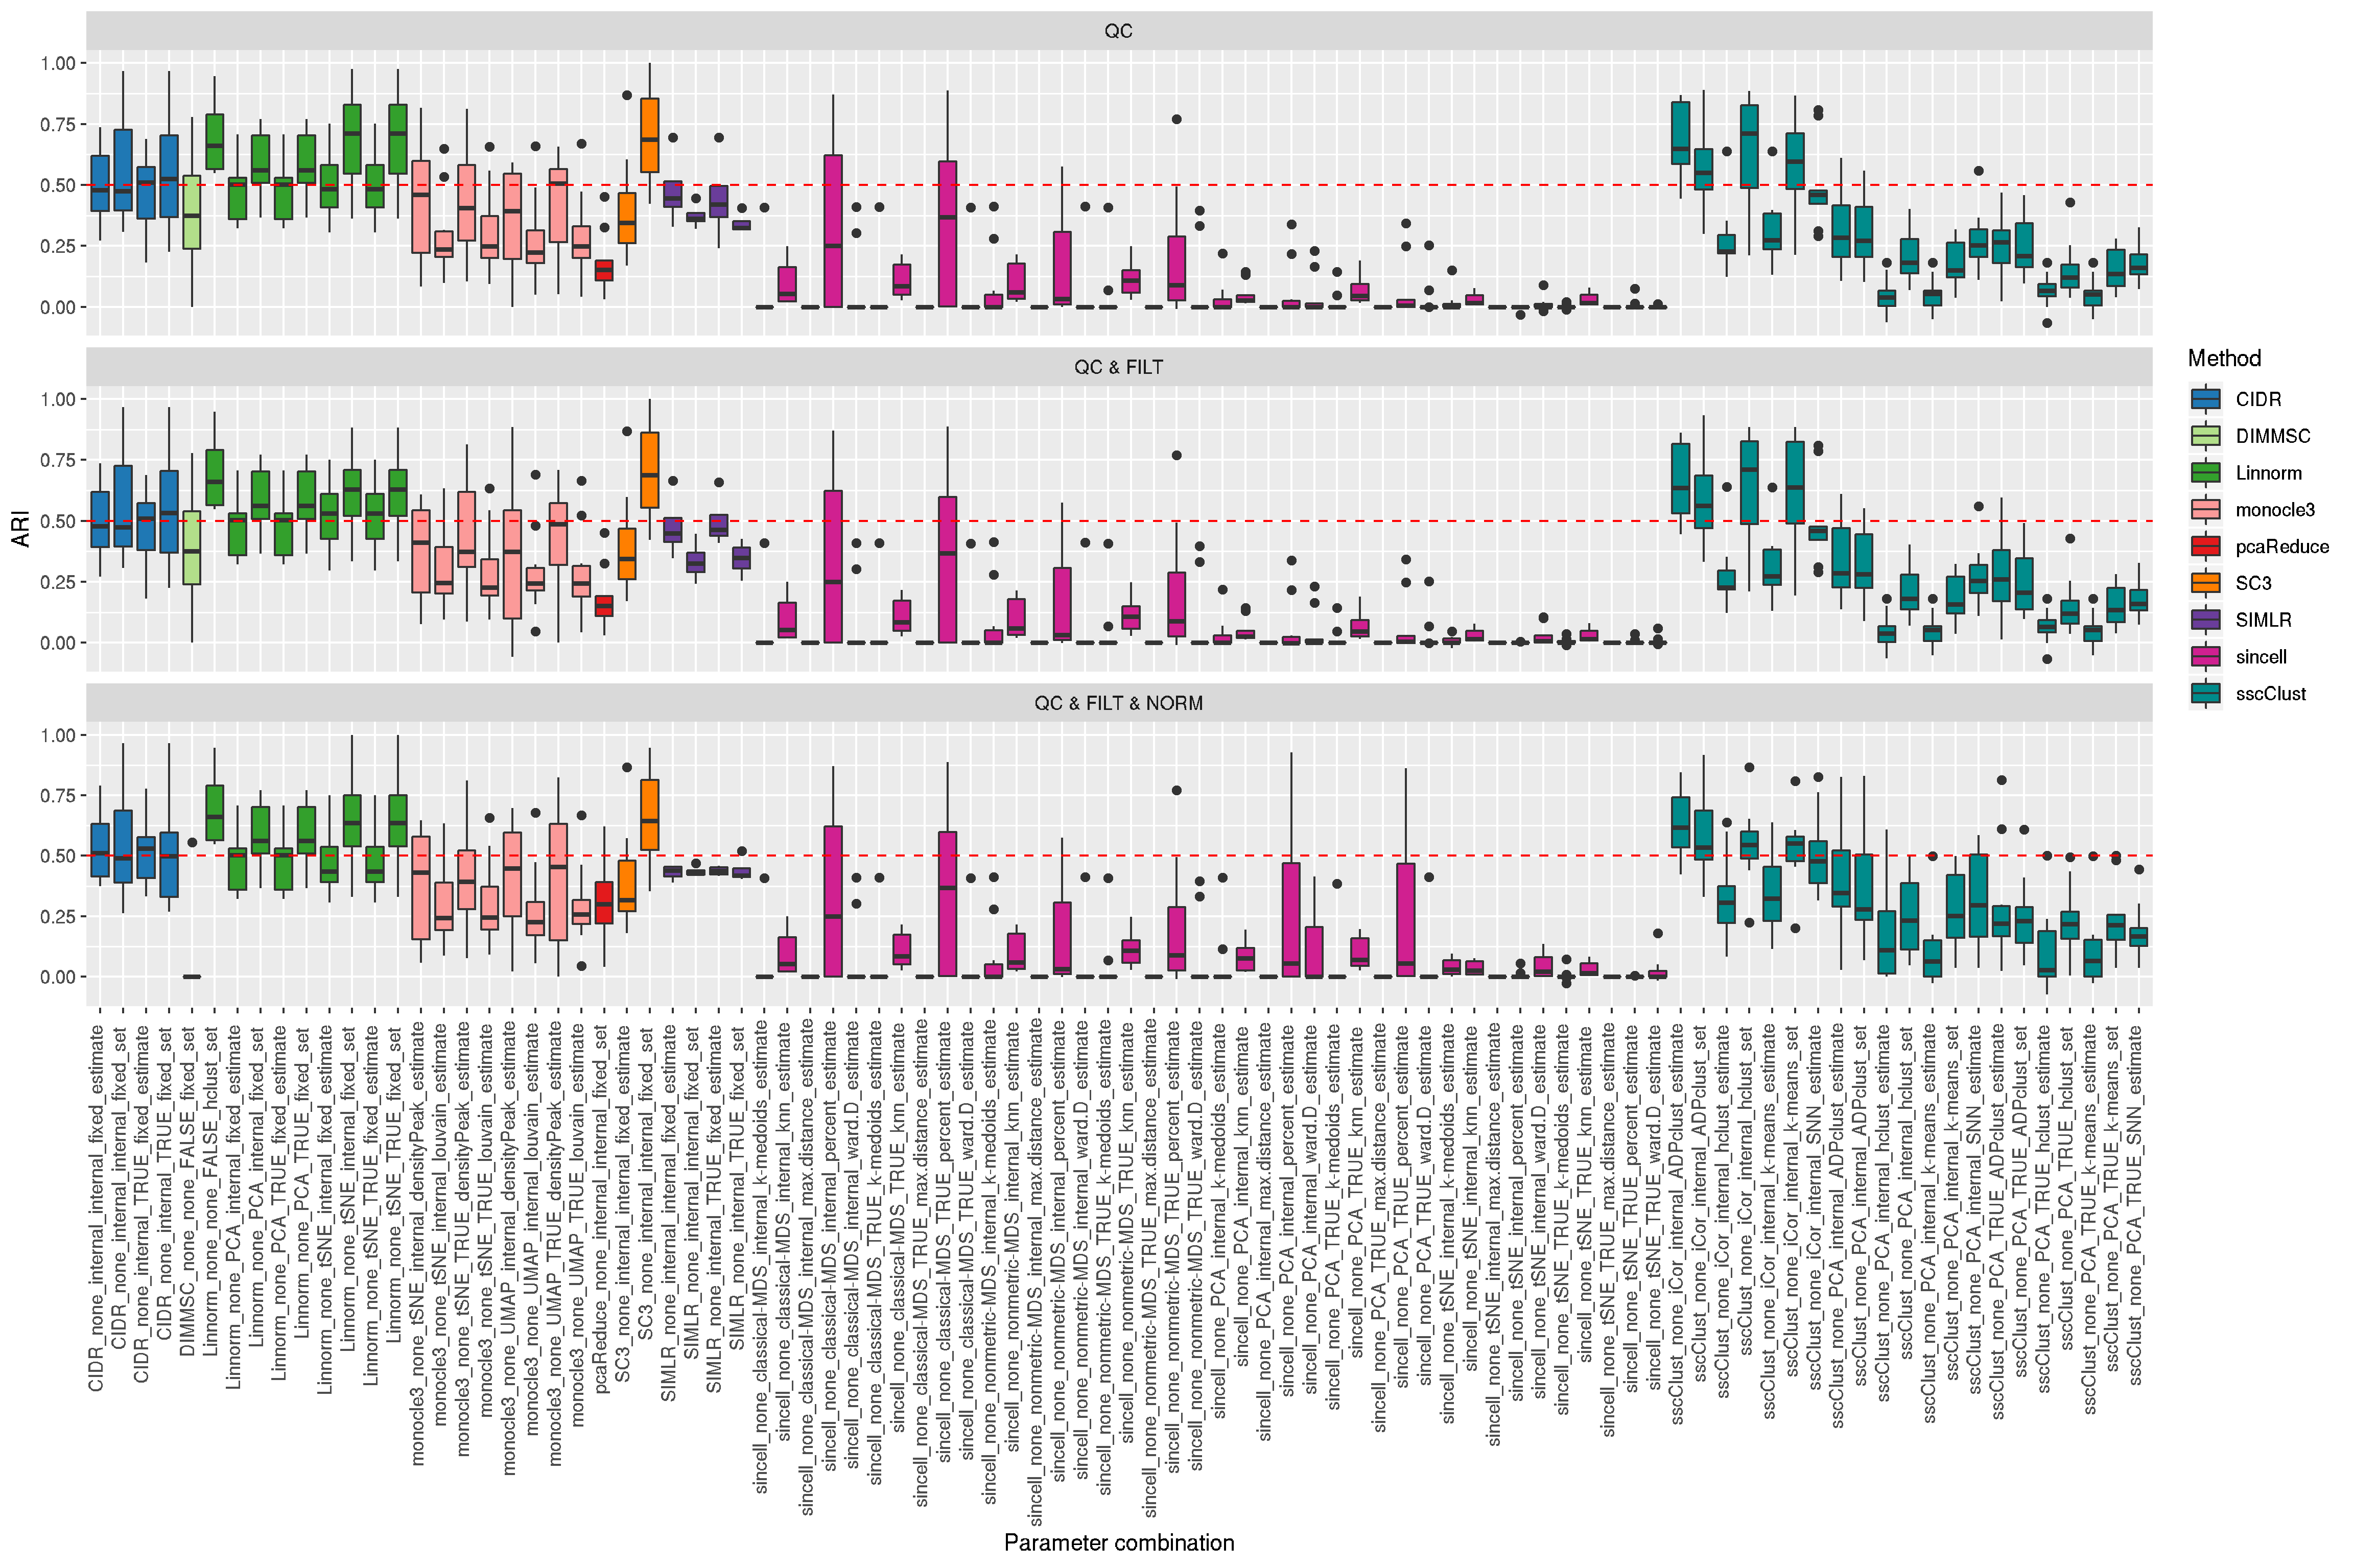 QC
1.00
0.75
0.50
0.25
0.00
QC & FILT
1.00
0.75
0.50
0.25
0.00
QC & FILT & NORM
1.00
0.75
0.50
0.25
0.00
ARI
CIDR_none_internal_internal_fixed_estimate
CIDR_none_internal_fixed_set
CIDR_none_internal_TRUE_fixed_estimate
CIDR_none_internal_TRUE_fixed_set
DIMMSC_none_none_FALSE_fixed_set
Linnorm_none_none_FALSE_hclust_set
Linnorm_none_PCA_internal_fixed_estimate
Linnorm_none_PCA_internal_fixed_set
Linnorm_none_PCA_TRUE_fixed_estimate
Linnorm_none_PCA_TRUE_fixed_set
Linnorm_none_tSNE_internal_fixed_estimate
Linnorm_none_tSNE_internal_fixed_set
Linnorm_none_tSNE_TRUE_fixed_estimate
Linnorm_none_tSNE_TRUE_fixed_set
monocle3_none_tSNE_internal_densityPeak_estimate
monocle3_none_tSNE_internal_louvain_estimate
monocle3_none_tSNE_TRUE_densityPeak_estimate
monocle3_none_tSNE_TRUE_louvain_estimate
monocle3_none_UMAP_internal_densityPeak_estimate
monocle3_none_UMAP_internal_louvain_estimate
monocle3_none_UMAP_TRUE_densityPeak_estimate
monocle3_none_UMAP_TRUE_louvain_estimate
pcaReduce_none_internal_internal_fixed_set
SC3_none_internal_fixed_estimate
SC3_none_internal_fixed_set
SIMLR_none_internal_internal_fixed_estimate
SIMLR_none_internal_fixed_set
SIMLR_none_internal_TRUE_fixed_estimate
SIMLR_none_internal_TRUE_fixed_set
sincell_none_classical-MDS_internal_k-medoids_estimate
sincell_none_classical-MDS_internal_knn_estimate
sincell_none_classical-MDS_internal_max.distance_estimate
sincell_none_classical-MDS_internal_percent_estimate
sincell_none_classical-MDS_internal_ward.D_estimate
sincell_none_classical-MDS_TRUE_k-medoids_estimate
sincell_none_classical-MDS_TRUE_knn_estimate
sincell_none_classical-MDS_TRUE_max.distance_estimate
sincell_none_classical-MDS_TRUE_percent_estimate
sincell_none_classical-MDS_TRUE_ward.D_estimate
sincell_none_nonmetric-MDS_internal_k-medoids_estimate
sincell_none_nonmetric-MDS_internal_knn_estimate
sincell_none_nonmetric-MDS_internal_max.distance_estimate
sincell_none_nonmetric-MDS_internal_percent_estimate
sincell_none_nonmetric-MDS_internal_ward.D_estimate
sincell_none_nonmetric-MDS_TRUE_k-medoids_estimate
sincell_none_nonmetric-MDS_TRUE_knn_estimate
sincell_none_nonmetric-MDS_TRUE_max.distance_estimate
sincell_none_nonmetric-MDS_TRUE_percent_estimate
sincell_none_nonmetric-MDS_TRUE_ward.D_estimate
sincell_none_PCA_internal_k-medoids_estimate
sincell_none_PCA_internal_knn_estimate
sincell_none_PCA_internal_max.distance_estimate
sincell_none_PCA_internal_percent_estimate
sincell_none_PCA_internal_ward.D_estimate
sincell_none_PCA_TRUE_k-medoids_estimate
sincell_none_PCA_TRUE_knn_estimate
sincell_none_PCA_TRUE_max.distance_estimate
sincell_none_PCA_TRUE_percent_estimate
sincell_none_PCA_TRUE_ward.D_estimate
sincell_none_tSNE_internal_k-medoids_estimate
sincell_none_tSNE_internal_knn_estimate
sincell_none_tSNE_internal_max.distance_estimate
sincell_none_tSNE_internal_percent_estimate
sincell_none_tSNE_internal_ward.D_estimate
sincell_none_tSNE_TRUE_k-medoids_estimate
sincell_none_tSNE_TRUE_knn_estimate
sincell_none_tSNE_TRUE_max.distance_estimate
sincell_none_tSNE_TRUE_percent_estimate
sincell_none_tSNE_TRUE_ward.D_estimate
sscClust_none_iCor_internal_ADPclust_estimate
sscClust_none_iCor_internal_ADPclust_set
sscClust_none_iCor_internal_hclust_estimate
sscClust_none_iCor_internal_hclust_set
sscClust_none_iCor_internal_k-means_estimate
sscClust_none_iCor_internal_k-means_set
sscClust_none_iCor_internal_SNN_estimate
sscClust_none_PCA_internal_ADPclust_estimate
sscClust_none_PCA_internal_ADPclust_set
sscClust_none_PCA_internal_hclust_estimate
sscClust_none_PCA_internal_hclust_set
sscClust_none_PCA_internal_k-means_estimate
sscClust_none_PCA_internal_k-means_set
sscClust_none_PCA_internal_SNN_estimate
sscClust_none_PCA_TRUE_ADPclust_estimate
sscClust_none_PCA_TRUE_ADPclust_set
sscClust_none_PCA_TRUE_hclust_estimate
sscClust_none_PCA_TRUE_hclust_set
sscClust_none_PCA_TRUE_k-means_estimate
sscClust_none_PCA_TRUE_k-means_set
sscClust_none_PCA_TRUE_SNN_estimate
Parameter combination
Method
CIDR
DIMMSC
Linnorm
monocle3
pcaReduce
SC3
SIMLR
sincell
sscClust